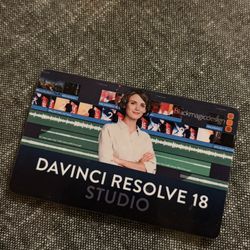 Blackmagicdesign
DAVINCI RESOLVE 18
STUDIO